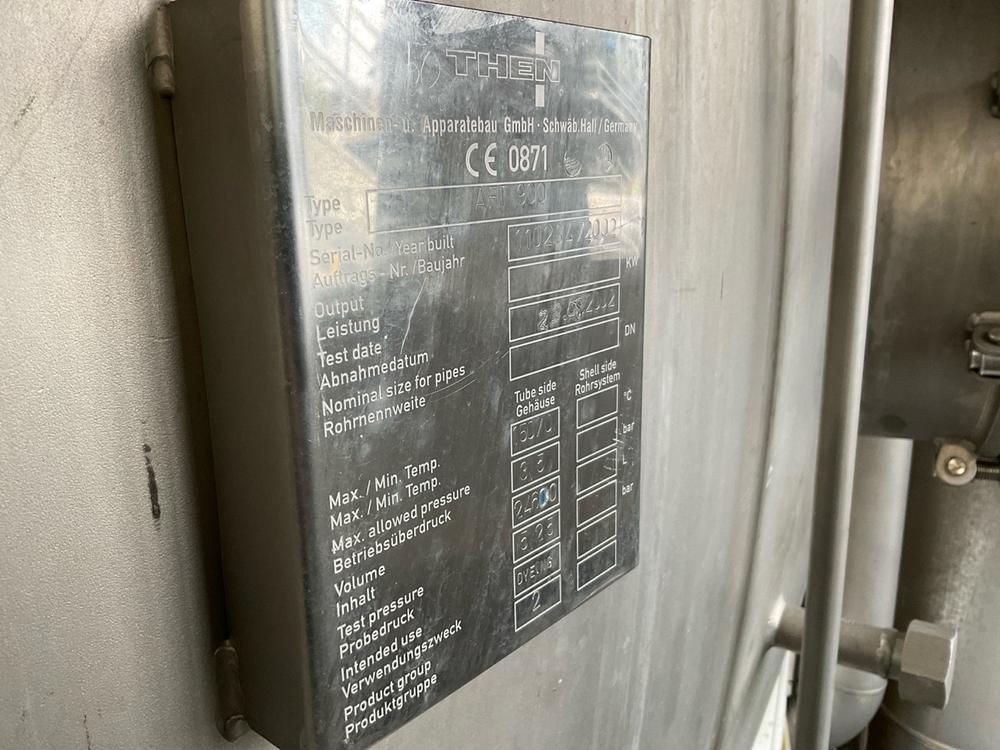 THEN
Maschinen- u. Apparatebau GmbH · Schwäb.Hall/Germany
CE 0871
Type
Type
Serial-No./Year built
Auftrags-Nr./Baujahr
Output
KW
Leistung
Test date
Abnahmedatum
Nominal size for pipes
DN
Rohrnennweite
Tube side Shell side
Gehäuse Rohrsystem
Max. / Min. Temp. °C
Max. / Min. Temp.
Max. allowed pressure bar
Betriebsüberdruck
Volume
Inhalt
Test pressure bar
Probedruck
Intended use DYEING
Verwendungszweck
Product group 2
Produktgruppe